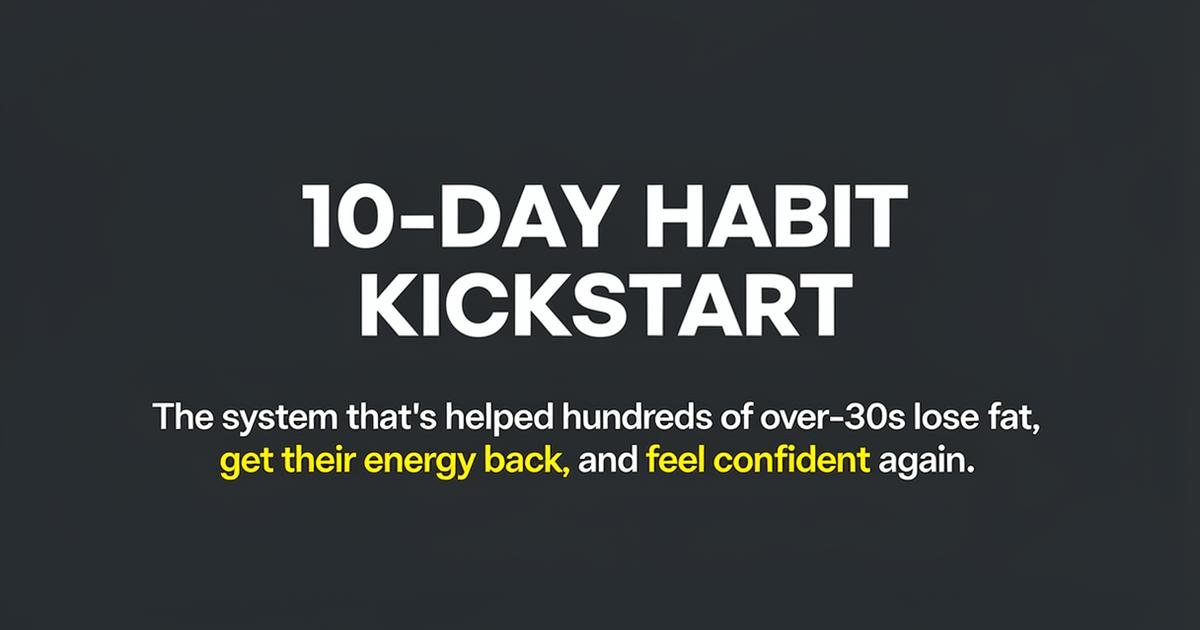 10-DAY HABIT
KICKSTART
The system that's helped hundreds of over-30s lose fat,
get their energy back, and feel confident again.